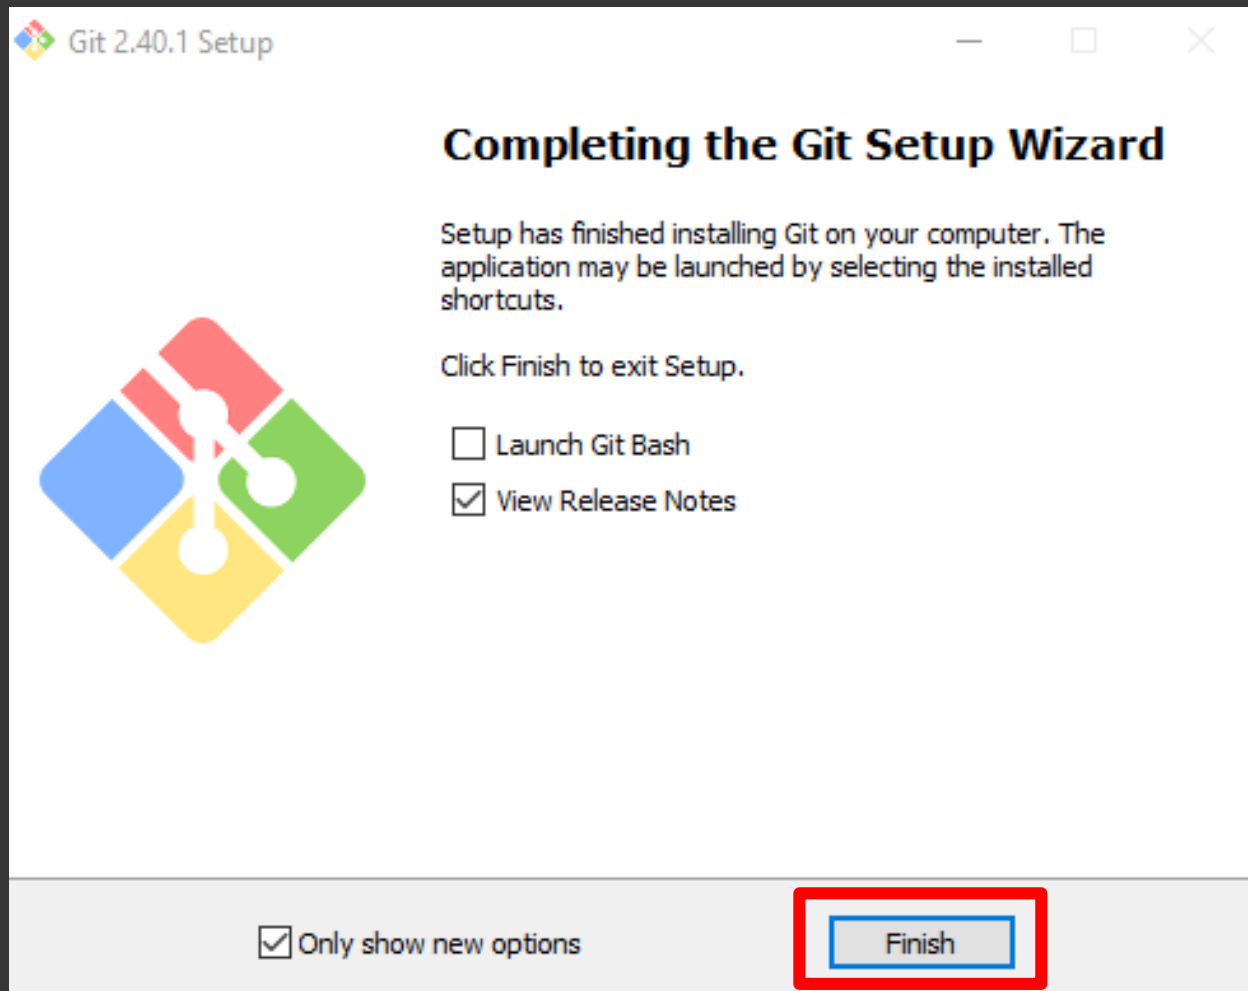 Git 2.40.1 Setup
Completing the Git Setup Wizard
Setup has finished installing Git on your computer. The
application may be launched by selecting the installed
shortcuts.
Click Finish to exit Setup.
Launch Git Bash
View Release Notes
Only show new options
Finish